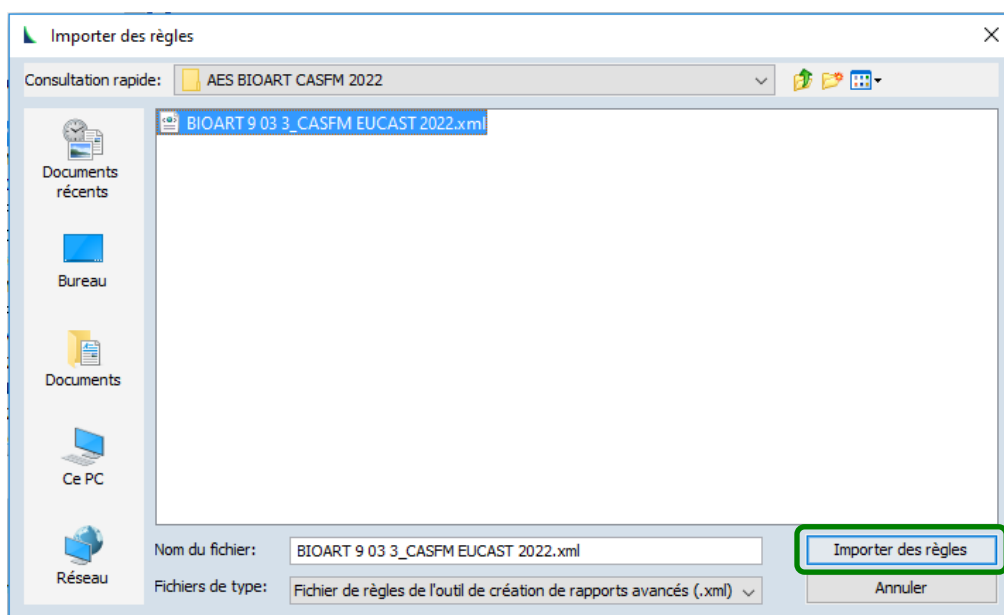 Importer des règles
Consultation rapide: AES BIOART CASFM 2022
BIOART 9 03 3_CASFM EUCAST 2022.xml
Documents
récents
Bureau
Documents
Ce PC
Réseau
Nom du fichier: BIOART 9 03 3_CASFM EUCAST 2022.xml
Importer des règles
Fichiers de type: Fichier de règles de l'outil de création de rapports avancés (.xml)
Annuler